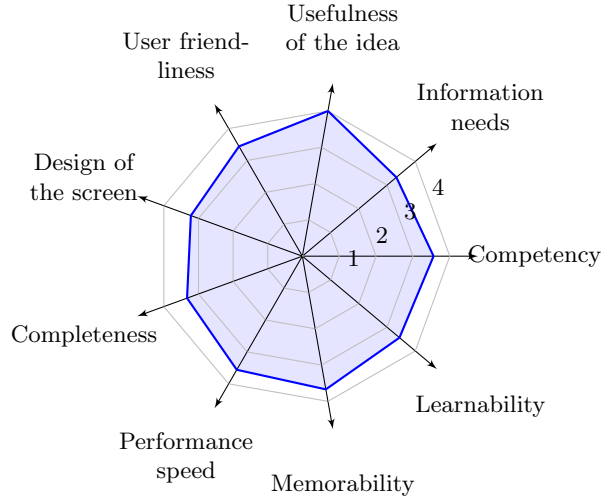 Usefulness
of the idea
User friend-
liness
Information
needs
Design of
the screen
4
3
2
1
Competency
Completeness
Learnability
Performance
speed
Memorability